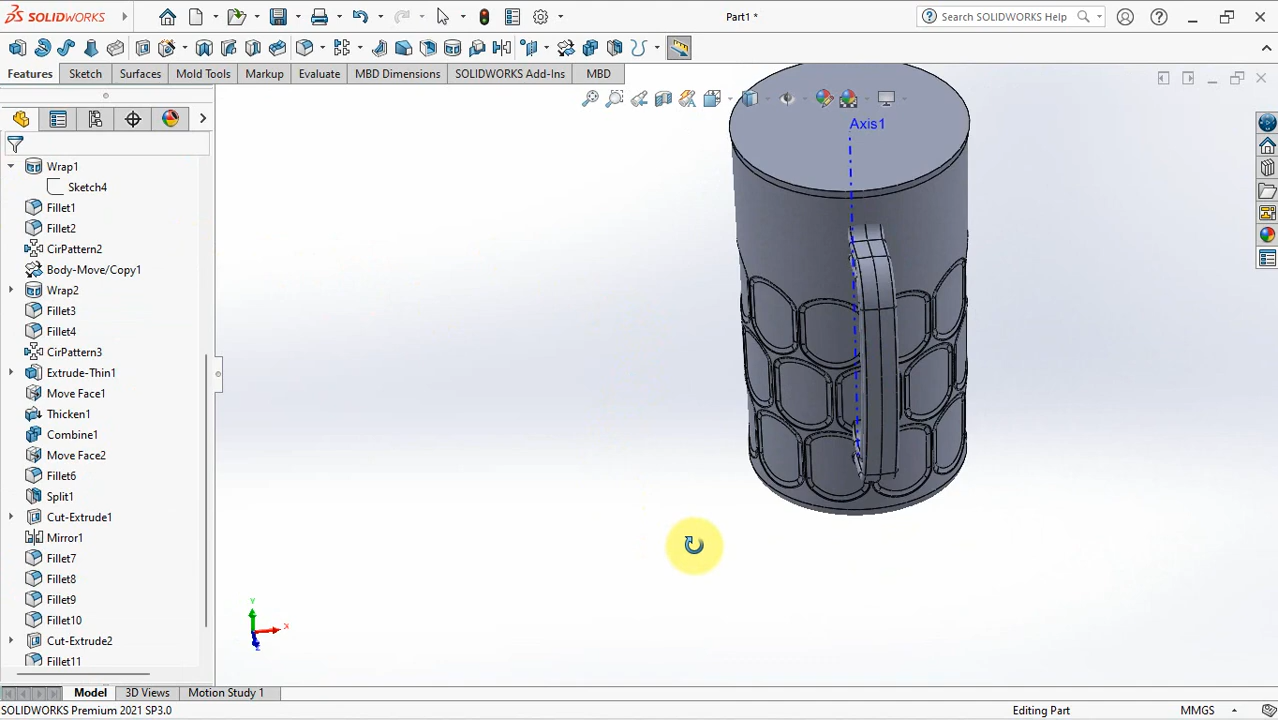 SOLIDWORKS
Part1 *
Search SOLIDWORKS Help
Features
Sketch
Surfaces
Mold Tools
Markup
Evaluate
MBD Dimensions
SOLIDWORKS Add-Ins
MBD
Wrap1
Sketch4
Fillet1
Fillet2
CirPattern2
Body-Move/Copy1
Wrap2
Fillet3
Fillet4
CirPattern3
Extrude-Thin1
Move Face1
Thicken1
Combine1
Move Face2
Fillet6
Split1
Cut-Extrude1
Mirror1
Fillet7
Fillet8
Fillet9
Fillet10
Cut-Extrude2
Fillet11
Axis1
Y
X
Z
Model
3D Views
Motion Study 1
SOLIDWORKS Premium 2021 SP3.0
Editing Part
MMGS